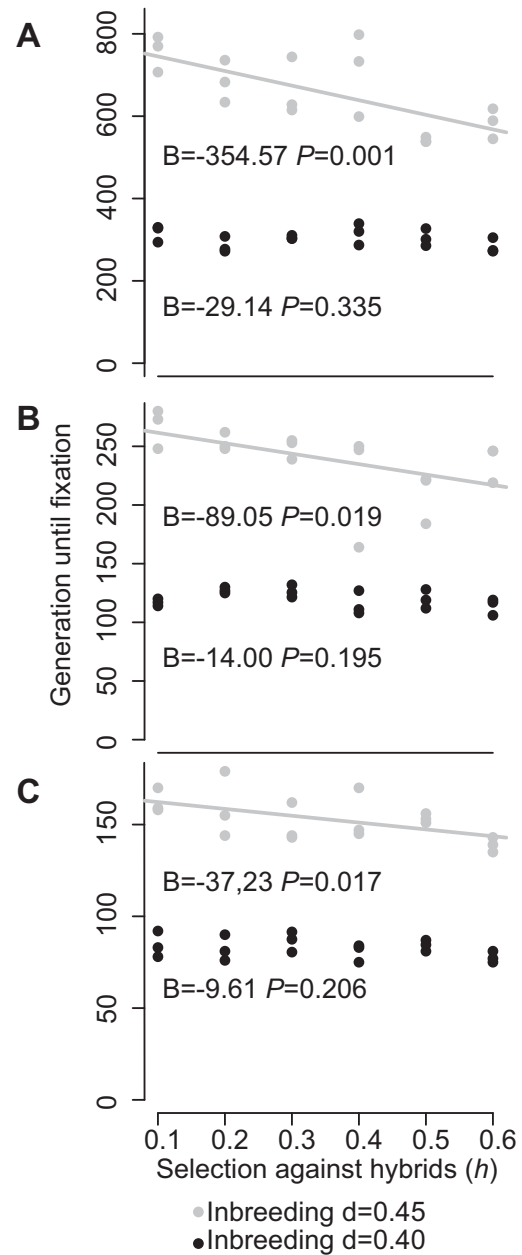 A
800
600
400
200
0
B=-354.57 P=0.001
B=-29.14 P=0.335
B
250
200
150
100
50
0
B=-89.05 P=0.019
B=-14.00 P=0.195
Generation until fixation
C
150
100
50
0
B=-37,23 P=0.017
B=-9.61 P=0.206
0.1 0.2 0.3 0.4 0.5 0.6
Selection against hybrids (h)
Inbreeding d=0.45
Inbreeding d=0.40